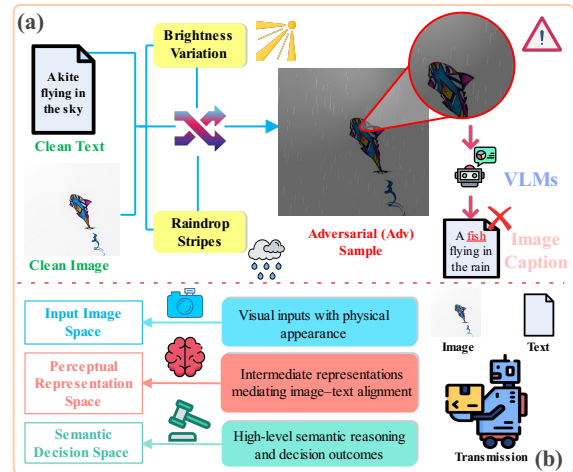 (a)
Brightness
Variation
A kite
flying in
the sky
Clean Text
VLMs
Raindrop
Stripes
Adversarial (Adv)
Sample
A fish
flying in
the rain
Image
Caption
Clean Image
Input Image
Space
Visual inputs with physical
appearance
Image
Text
Perceptual
Representation
Space
Intermediate representations
mediating image–text alignment
Semantic
Decision Space
High-level semantic reasoning
and decision outcomes
Transmission
(b)